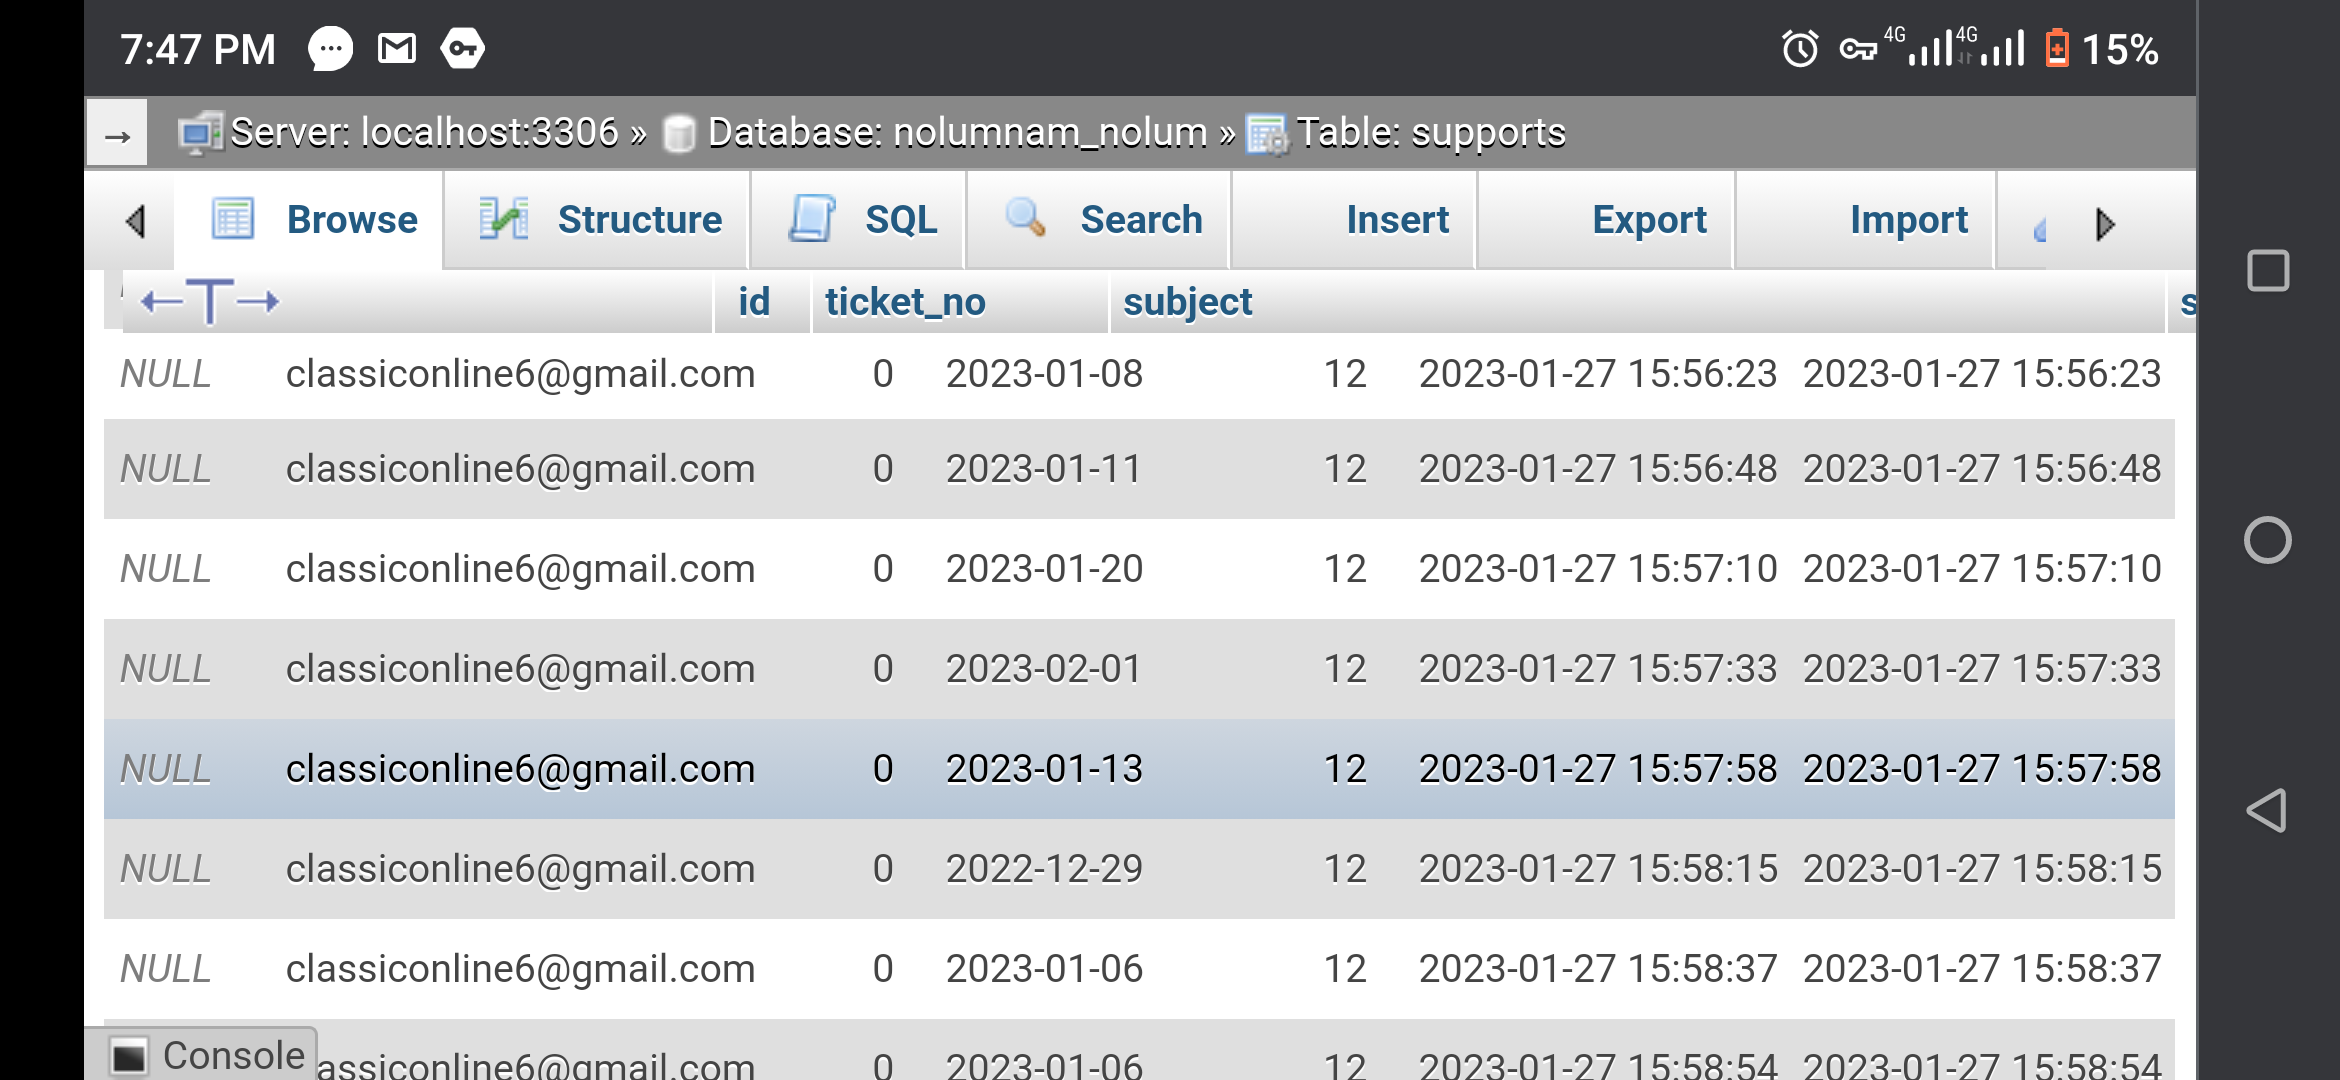 7:47 PM 4G 4G 15%
→ Server: localhost:3306 » Database: nolumnam_nolum » Table: supports
Browse Structure SQL Search Insert Export Import
←T→ id ticket_no subject s
NULL classiconline6@gmail.com 0 2023-01-08 12 2023-01-27 15:56:23 2023-01-27 15:56:23
NULL classiconline6@gmail.com 0 2023-01-11 12 2023-01-27 15:56:48 2023-01-27 15:56:48
NULL classiconline6@gmail.com 0 2023-01-20 12 2023-01-27 15:57:10 2023-01-27 15:57:10
NULL classiconline6@gmail.com 0 2023-02-01 12 2023-01-27 15:57:33 2023-01-27 15:57:33
NULL classiconline6@gmail.com 0 2023-01-13 12 2023-01-27 15:57:58 2023-01-27 15:57:58
NULL classiconline6@gmail.com 0 2022-12-29 12 2023-01-27 15:58:15 2023-01-27 15:58:15
NULL classiconline6@gmail.com 0 2023-01-06 12 2023-01-27 15:58:37 2023-01-27 15:58:37
Console assiconline6@gmail.com 0 2023-01-06 12 2023-01-27 15:58:54 2023-01-27 15:58:54